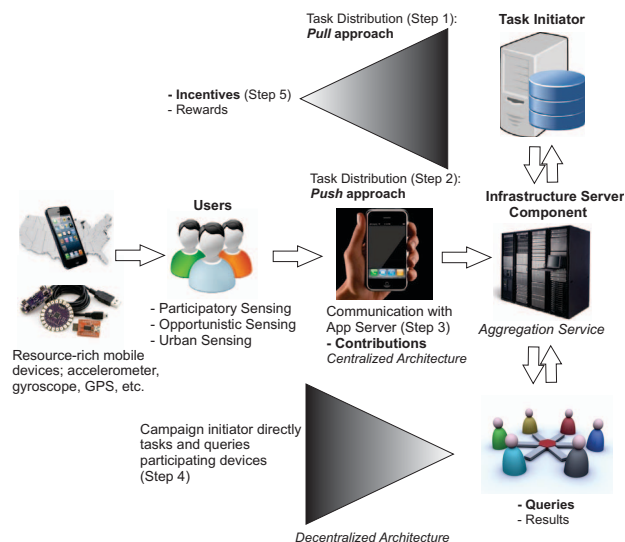 Task Distribution (Step 1):
Pull approach
Task Initiator
- Incentives (Step 5)
- Rewards
Task Distribution (Step 2):
Push approach
Users
Infrastructure Server
Component
- Participatory Sensing
- Opportunistic Sensing
- Urban Sensing
Communication with
App Server (Step 3)
- Contributions
Centralized Architecture
Aggregation Service
Resource-rich mobile
devices; accelerometer,
gyroscope, GPS, etc.
Campaign initiator directly
tasks and queries
participating devices
(Step 4)
Decentralized Architecture
- Queries
- Results